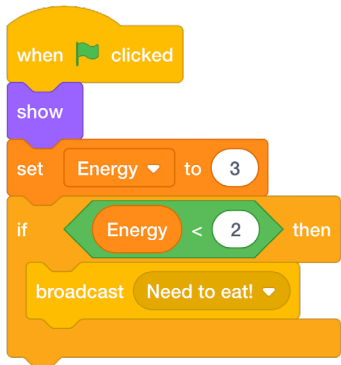 when clicked
show
set Energy to 3
if Energy < 2 then
broadcast Need to eat!